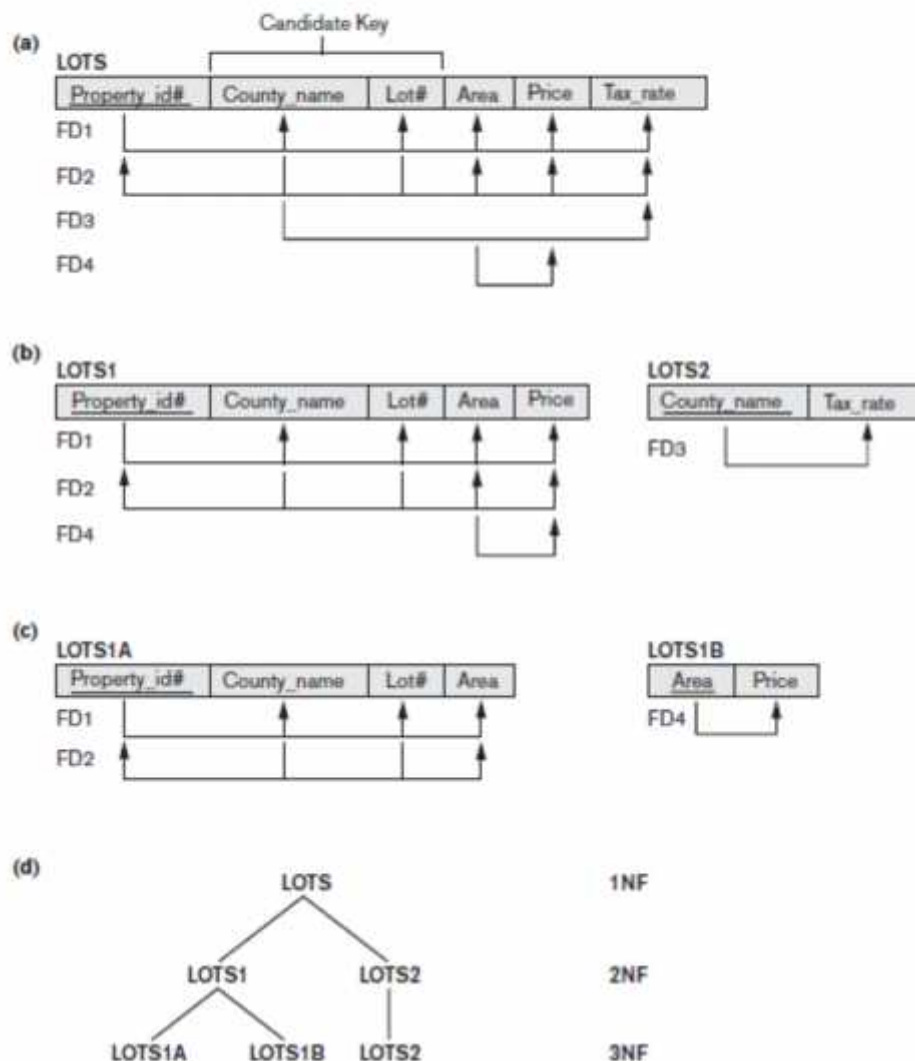 Candidate Key
(a)
LOTS
Property_id# County_name Lot# Area Price Tax_rate
FD1
FD2
FD3
FD4
(b)
LOTS1
Property_id# County_name Lot# Area Price
FD1
FD2
FD4
LOTS2
County_name Tax_rate
FD3
(c)
LOTS1A
Property_id# County_name Lot# Area
FD1
FD2
LOTS1B
Area Price
FD4
(d)
LOTS 1NF
LOTS1 LOTS2 2NF
LOTS1A LOTS1B LOTS2 3NF